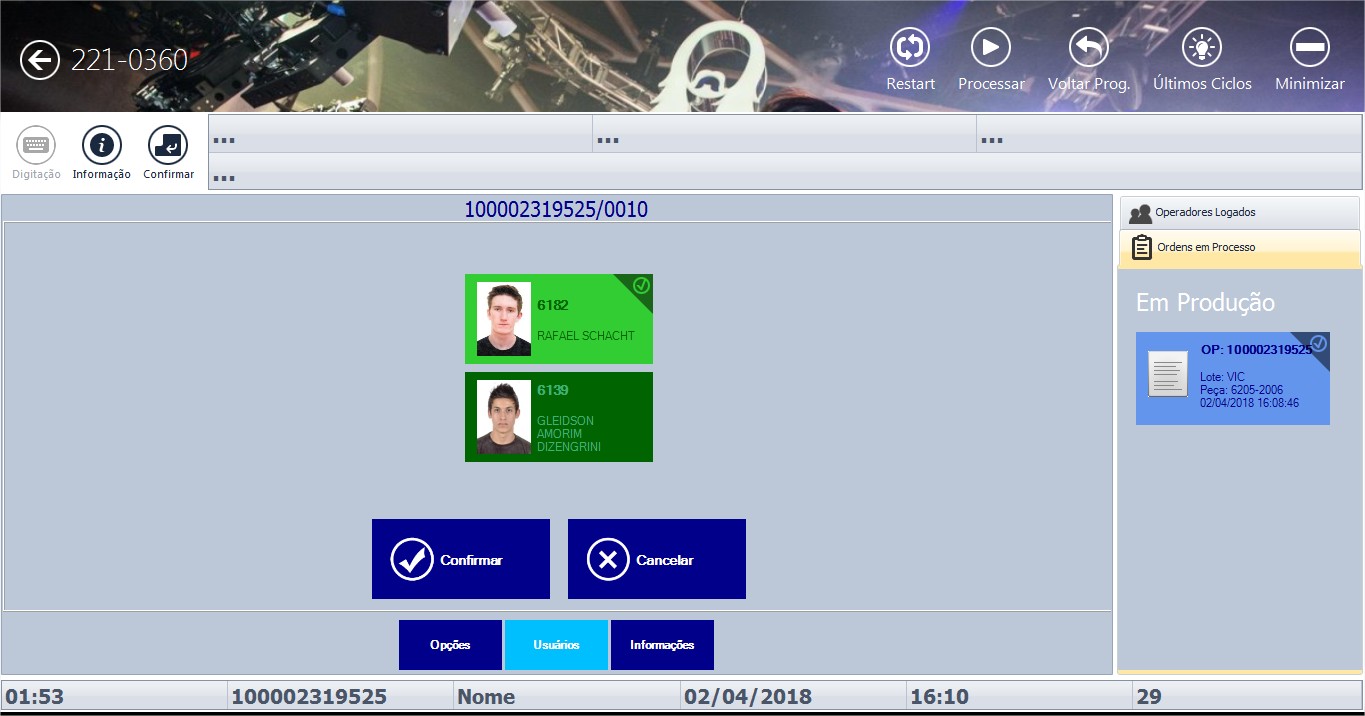 221-0360
Restart
Processar
Voltar Prog.
Últimos Ciclos
Minimizar
Digitação
Informação
Confirmar
...
...
...
...
100002319525/0010
6182
RAFAEL SCHACHT
6139
GLEIDSON
AMORIM
DIZENGRINI
Confirmar
Cancelar
Opções
Usuários
Informações
Operadores Logados
Ordens em Processo
Em Produção
OP: 100002319525
Lote: VIC
Peça: 6205-2006
02/04/2018 16:08:46
01:53
100002319525
Nome
02/04/2018
16:10
29